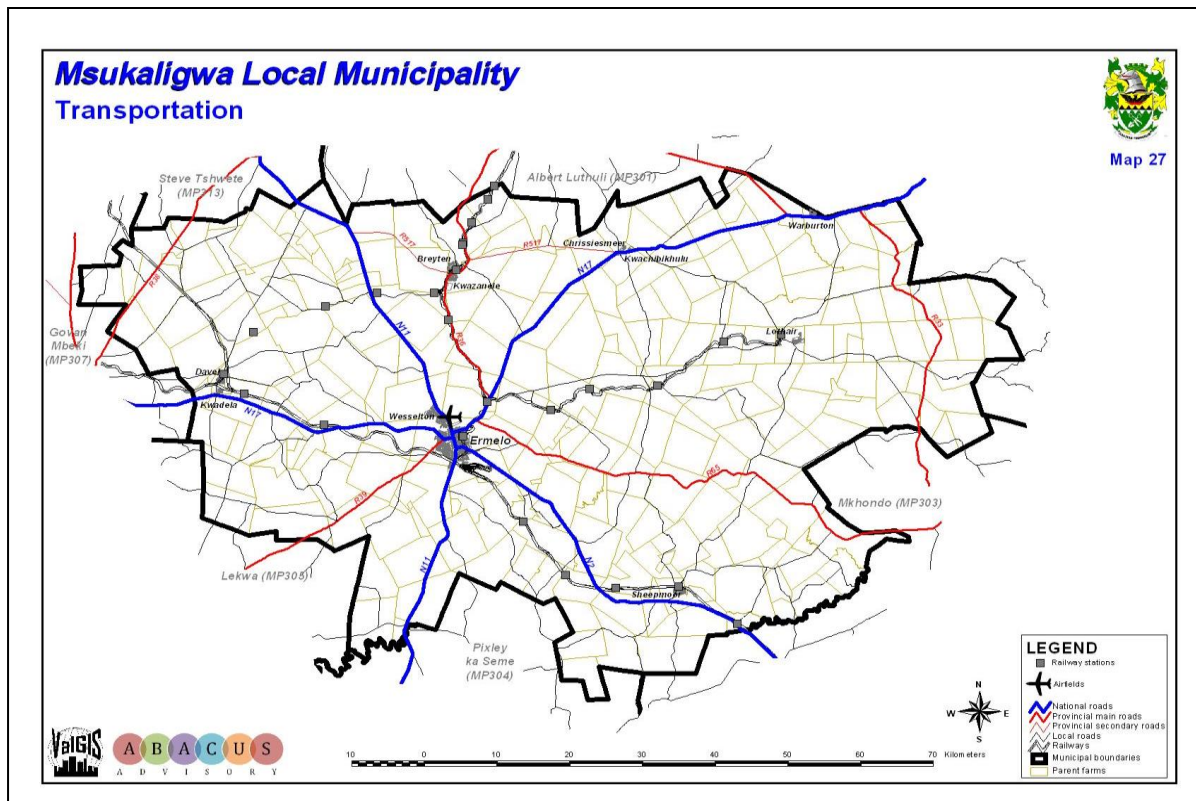 Msukaligwa Local Municipality
Transportation
Map 27
Steve Tshwete
(MP313)
Albert Luthuli (MP301)
Warburton
R517
R517
Chrissiesmeer
Kwachibikhulu
Breyten
Kwazanele
N17
R38
Govan
Mbeki
(MP307)
N11
R36
R33
Lothair
Davel
Kwadela
N17
Wesselton
Ermelo
R65
R39
Mkhondo (MP303)
Lekwa (MP305)
N11
N2
Sheepmoor
Pixley
ka Seme
(MP304)
LEGEND
Railway stations
Airfields
National roads
Provincial main roads
Provincial secondary roads
Local roads
Railways
Municipal boundaries
Parent farms
N
W E
S
ValGIS
ABACUS
ADVISORY
10 0 10 20 30 40 50 60 70 Kilometers